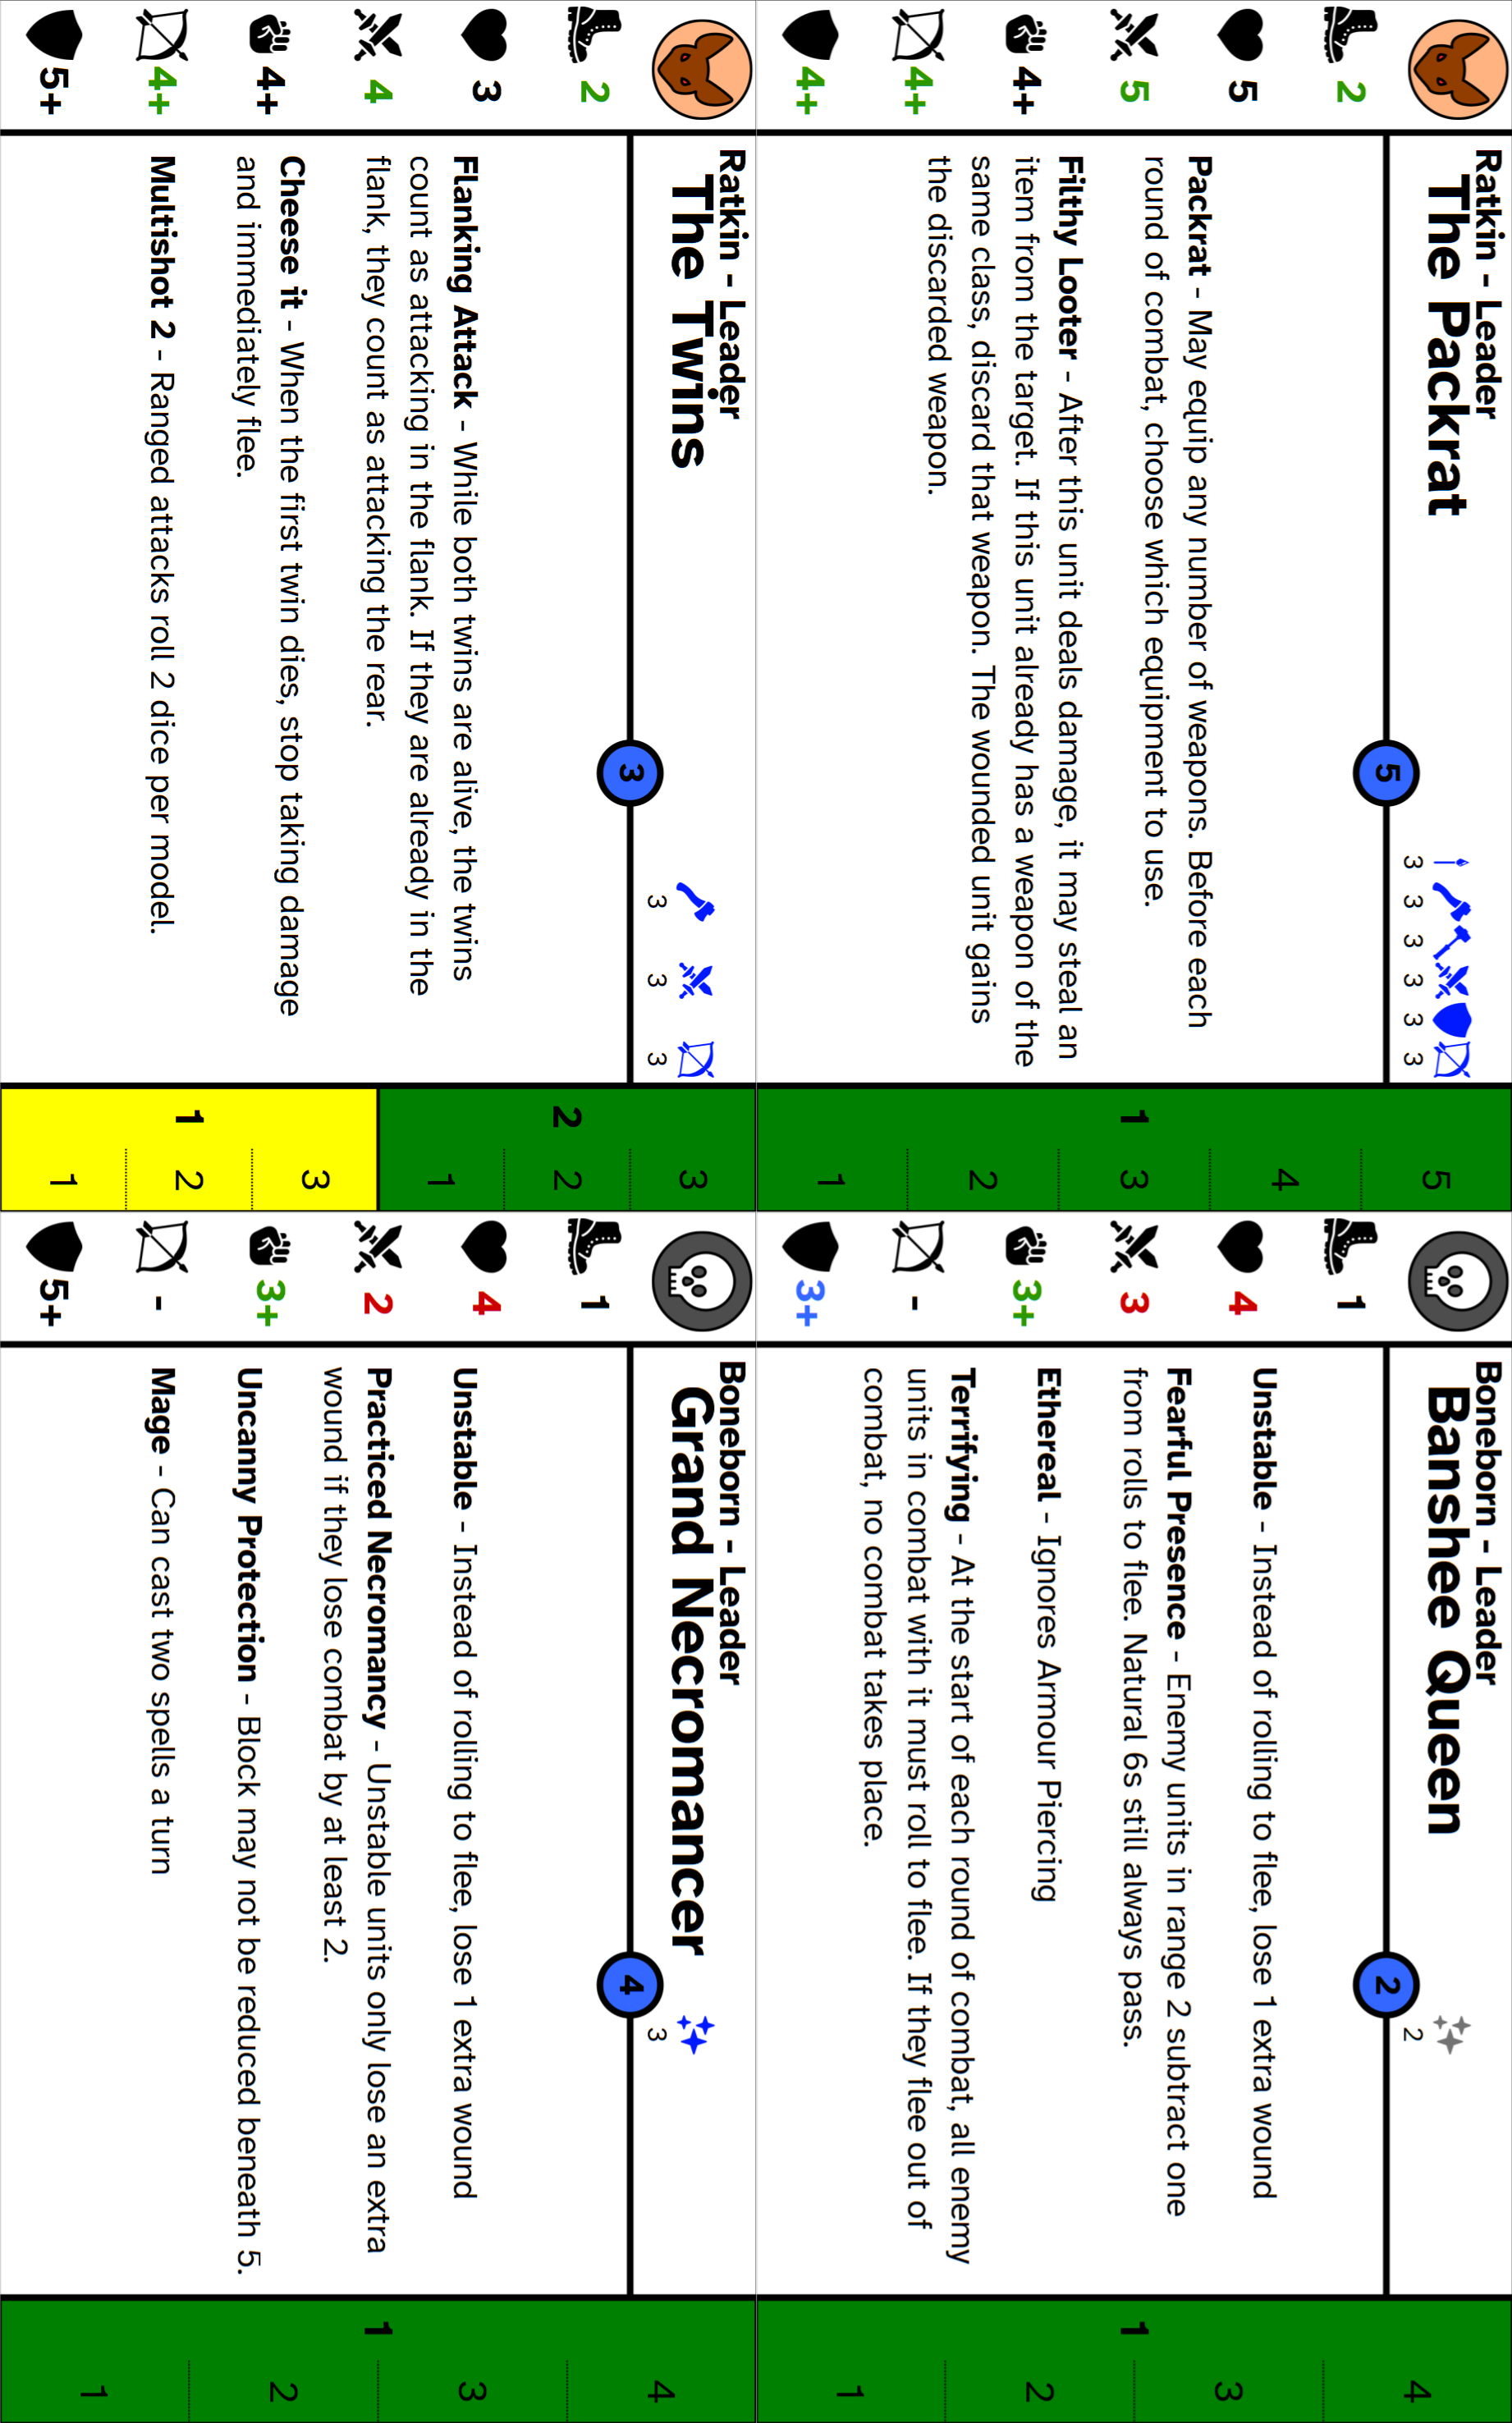 Ratkin - Leader
The Packrat
5
3 3 3 3 3 3
2
5
5
4+
4+
4+
Packrat - May equip any number of weapons. Before each
round of combat, choose which equipment to use.
Filthy Looter - After this unit deals damage, it may steal an
item from the target. If this unit already has a weapon of the
same class, discard that weapon. The wounded unit gains
the discarded weapon.
1
5
4
3
2
1
Boneborn - Leader
Banshee Queen
2
2
1
4
3
3+
-
3+
Unstable - Instead of rolling to flee, lose 1 extra wound
Fearful Presence - Enemy units in range 2 subtract one
from rolls to flee. Natural 6s still always pass.
Ethereal - Ignores Armour Piercing
Terrifying - At the start of each round of combat, all enemy
units in combat with it must roll to flee. If they flee out of
combat, no combat takes place.
1
4
3
2
1
Ratkin - Leader
The Twins
3
3 3 3
2
3
4
4+
4+
5+
Flanking Attack - While both twins are alive, the twins
count as attacking in the flank. If they are already in the
flank, they count as attacking the rear.
Cheese it - When the first twin dies, stop taking damage
and immediately flee.
Multishot 2 - Ranged attacks roll 2 dice per model.
2
3
2
1
1
3
2
1
Boneborn - Leader
Grand Necromancer
4
3
1
4
2
3+
-
5+
Unstable - Instead of rolling to flee, lose 1 extra wound
Practiced Necromancy - Unstable units only lose an extra
wound if they lose combat by at least 2.
Uncanny Protection - Block may not be reduced beneath 5.
Mage - Can cast two spells a turn
1
4
3
2
1